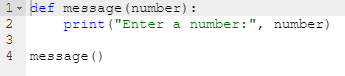 1 def message(number):
2     print("Enter a number:", number)
3
4 message()